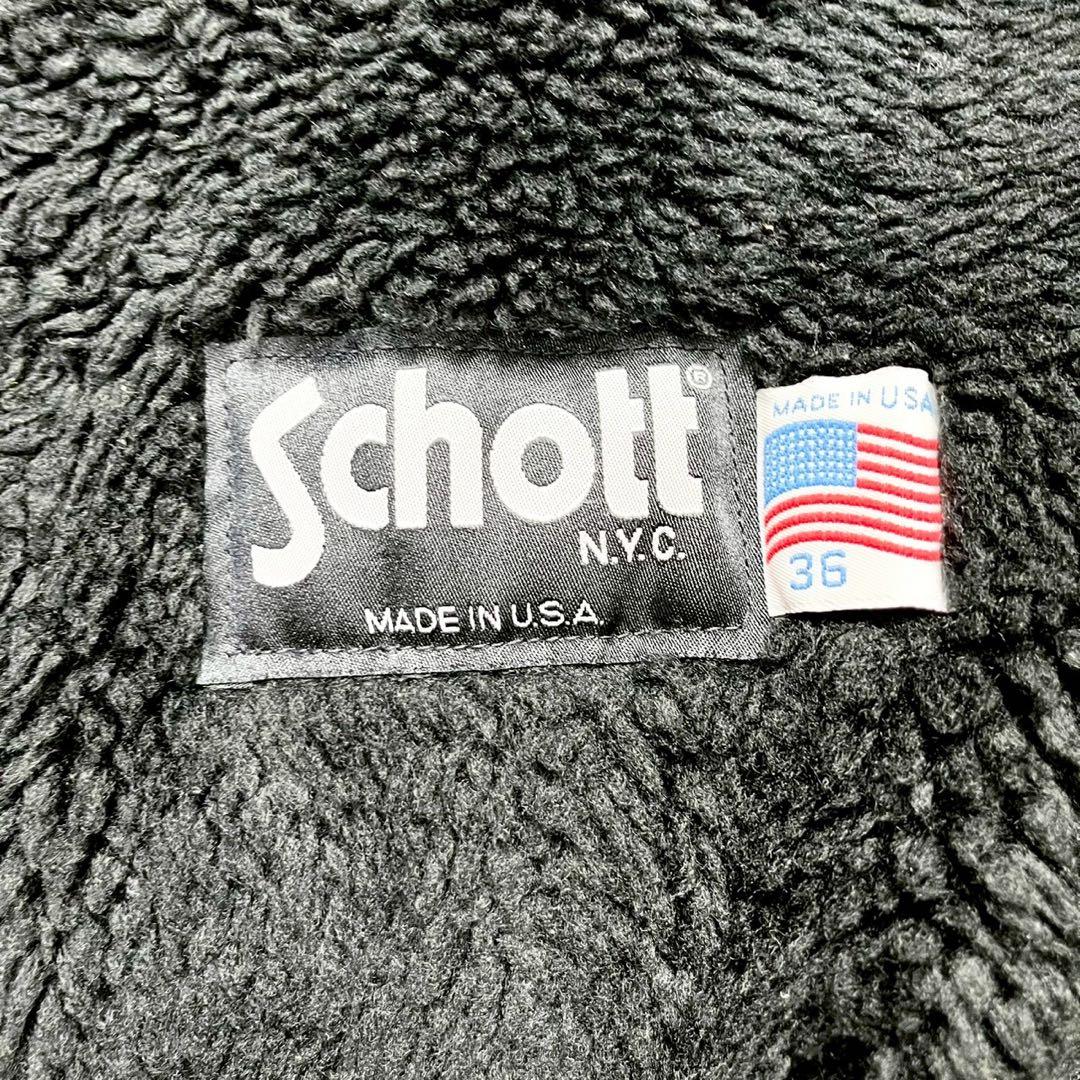 Schott®
N.Y.C.
MADE IN U.S.A.
MADE IN USA
36